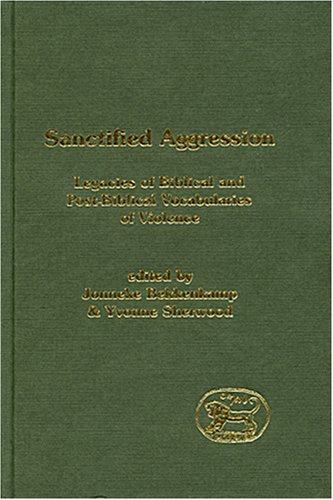 Sanctified Aggression
Legacies of Biblical and
Post-Biblical Vocabularies
of Violence
edited by
Jonneke Bekkenkamp
& Yvonne Sherwood